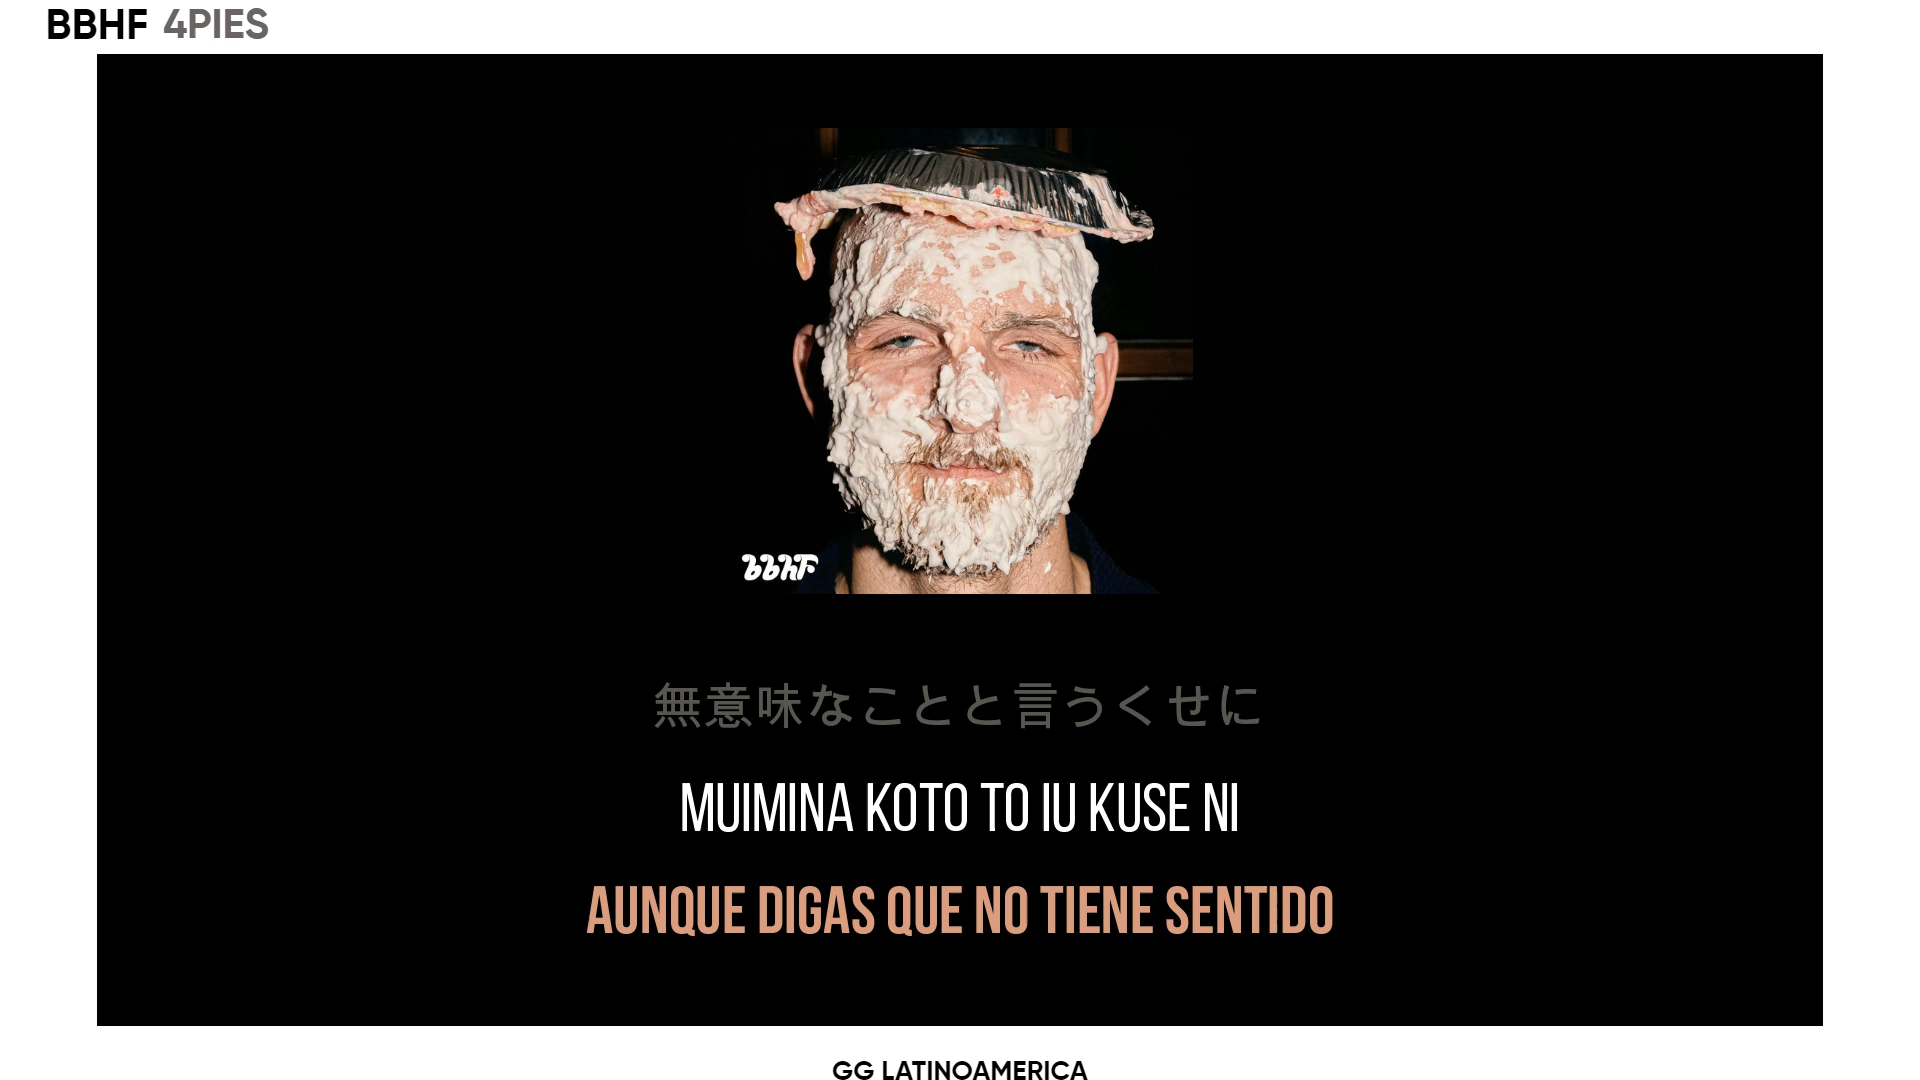 BBHF 4PIES
bbhF
無意味なことと言うくせに
MUIMINA KOTO TO IU KUSE NI
AUNQUE DIGAS QUE NO TIENE SENTIDO
GG LATINOAMERICA